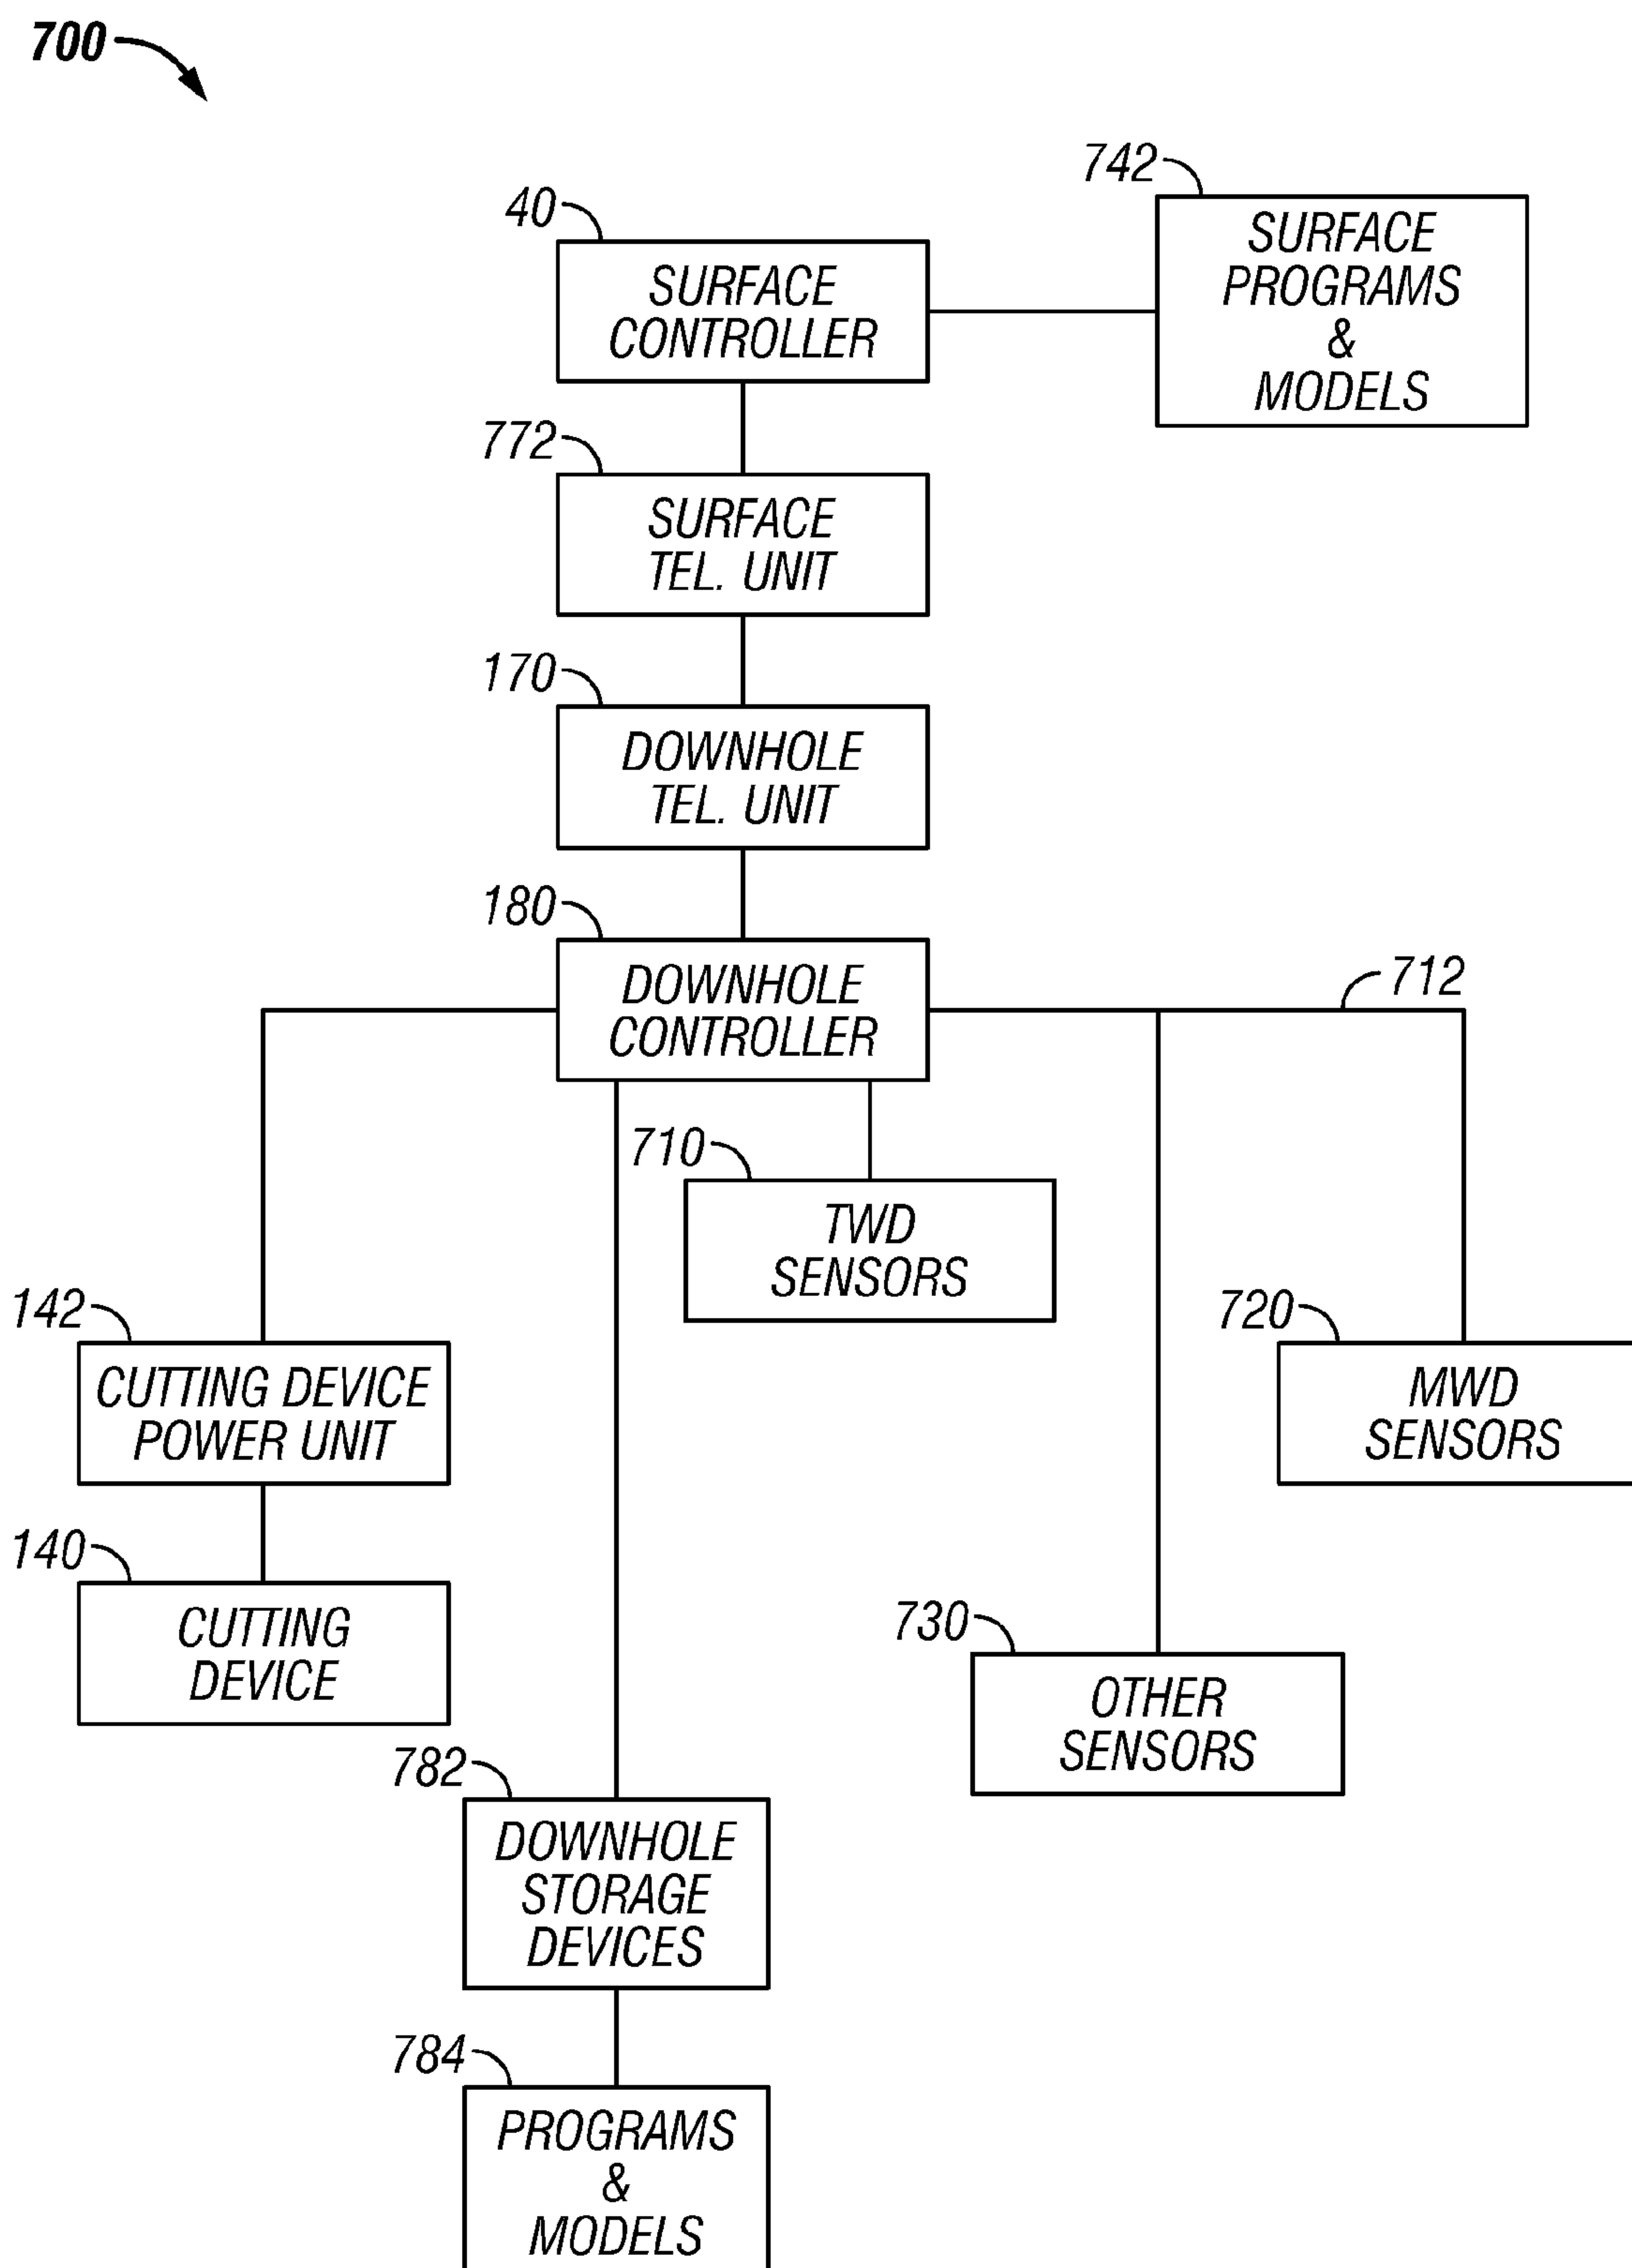 700
742
SURFACE
PROGRAMS
&
MODELS
40
SURFACE
CONTROLLER
772
SURFACE
TEL. UNIT
170
DOWNHOLE
TEL. UNIT
180
DOWNHOLE
CONTROLLER
712
710
TWD
SENSORS
142
CUTTING DEVICE
POWER UNIT
720
MWD
SENSORS
140
CUTTING
DEVICE
730
OTHER
SENSORS
782
DOWNHOLE
STORAGE
DEVICES
784
PROGRAMS
&
MODELS